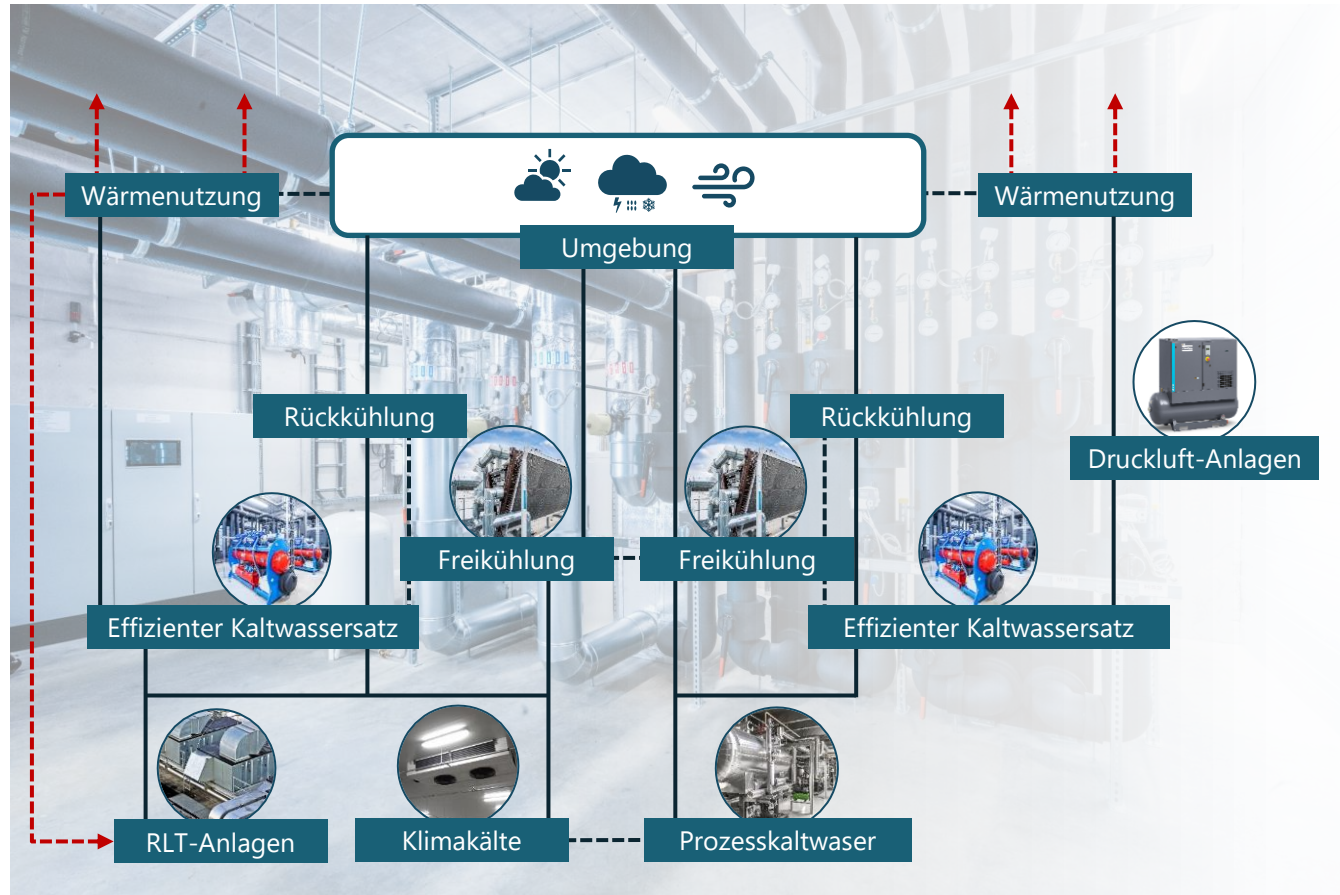 Wärmenutzung
Wärmenutzung
Umgebung
Rückkühlung
Rückkühlung
Druckluft-Anlagen
Freikühlung
Freikühlung
Effizienter Kaltwassersatz
Effizienter Kaltwassersatz
RLT-Anlagen
Klimakälte
Prozesskaltwaser